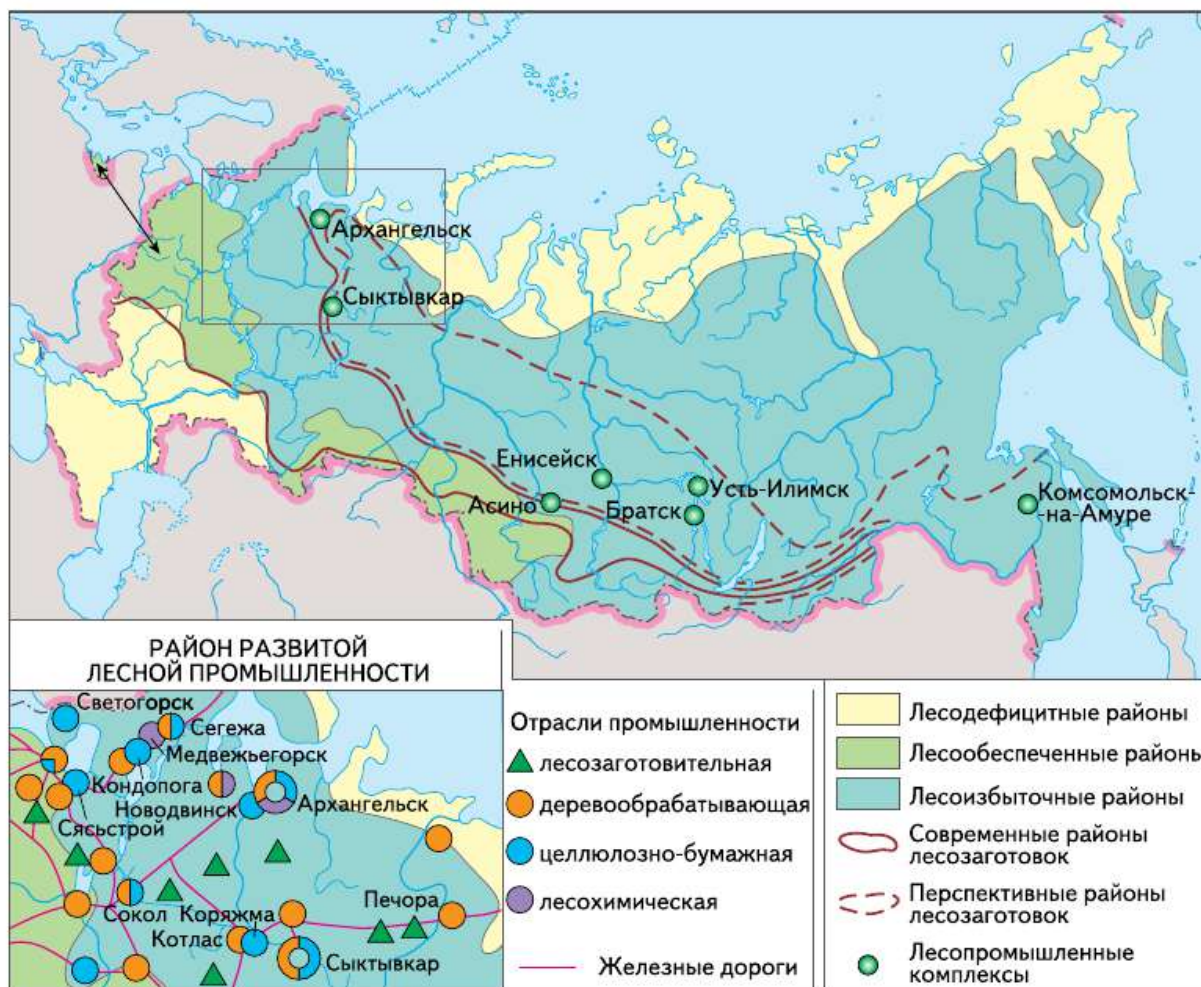 Архангельск
Сыктывкар
Енисейск
Асино
Братск
Усть-Илимск
Комсомольск
-на-Амуре
РАЙОН РАЗВИТОЙ
ЛЕСНОЙ ПРОМЫШЛЕННОСТИ
Светогорск
Сегежа
Медвежьегорск
Кондопога
Новодвинск
Архангельск
Сясьстрой
Сокол
Коряжма
Котлас
Печора
Сыктывкар
Отрасли промышленности
лесозаготовительная
деревообрабатывающая
целлюлозно-бумажная
лесохимическая
Железные дороги
Лесодефицитные районы
Лесообеспеченные районы
Лесоизбыточные районы
Современные районы
лесозаготовок
Перспективные районы
лесозаготовок
Лесопромышленные
комплексы